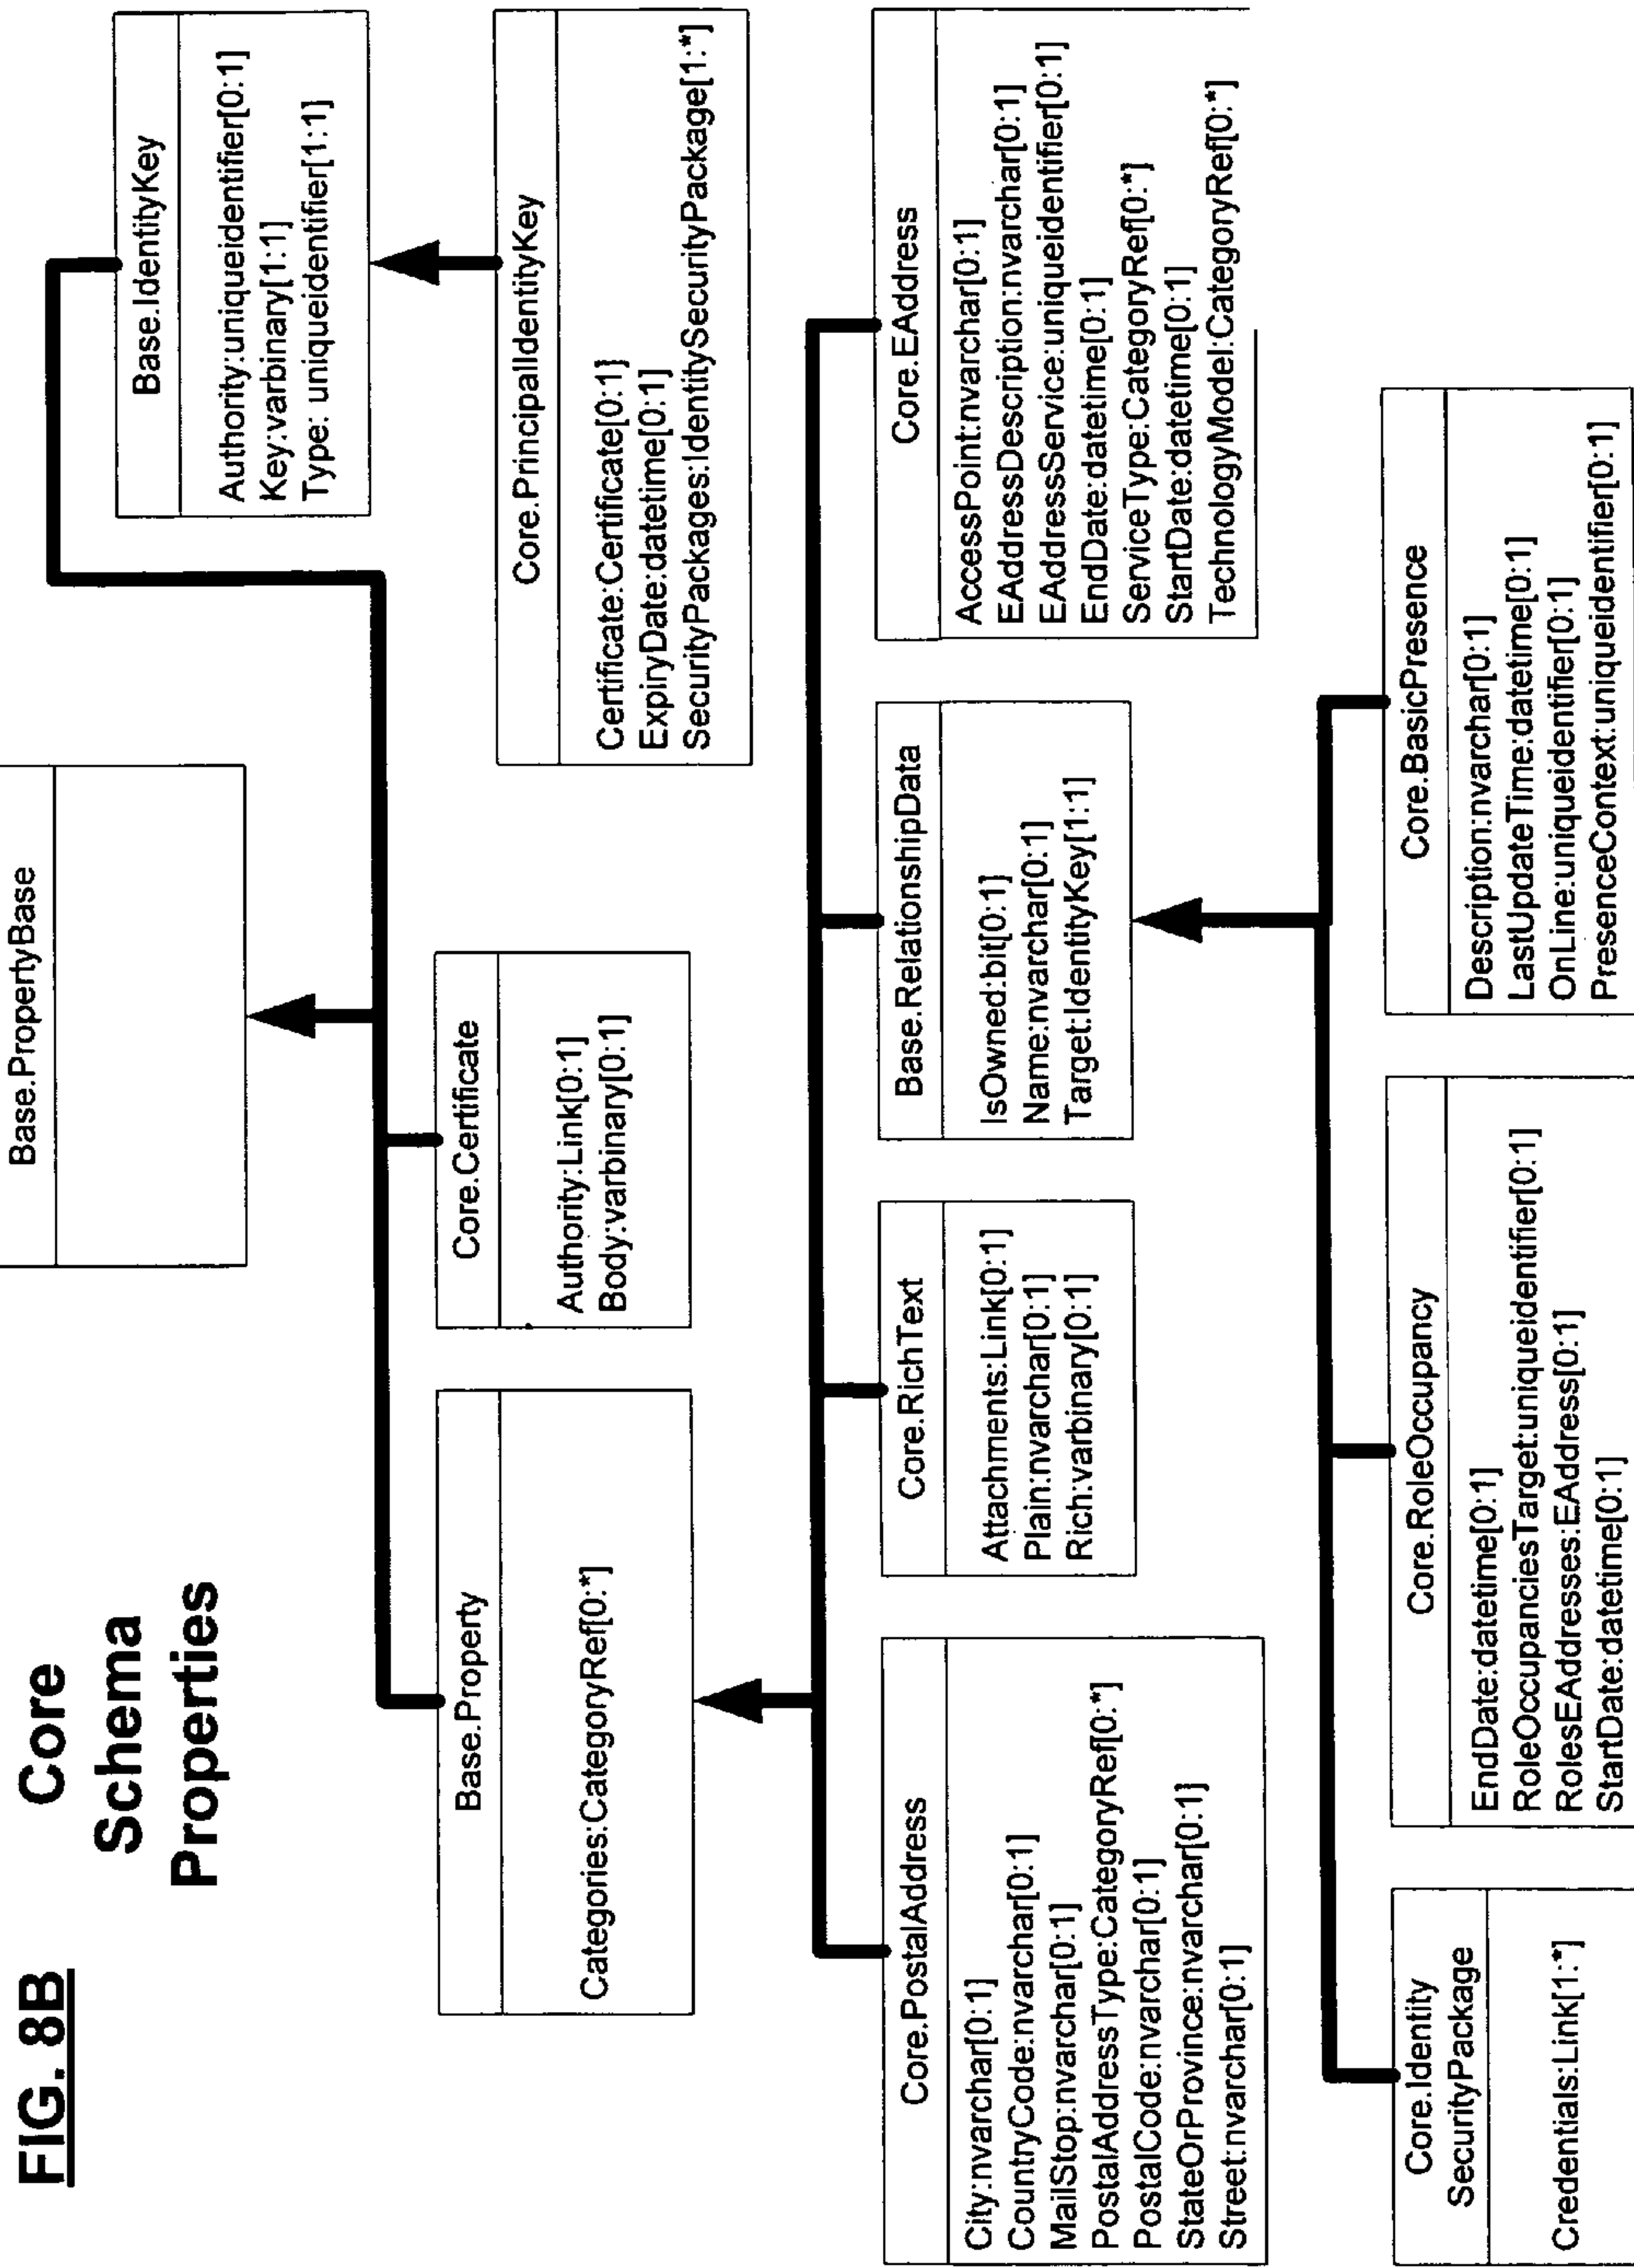 FIG. 8B
Core
Schema
Properties
Base.PropertyBase
Base.Property
Categories:CategoryRef[0:*]
Core.Certificate
Authority:Link[0:1]
Body:varbinary[0:1]
Base.IdentityKey
Authority:uniqueidentifier[0:1]
Key:varbinary[1:1]
Type: uniqueidentifier[1:1]
Core.PrincipalIdentityKey
Certificate:Certificate[0:1]
ExpiryDate:datetime[0:1]
SecurityPackages:IdentitySecurityPackage[1:*]
Core.PostalAddress
City:nvarchar[0:1]
CountryCode:nvarchar[0:1]
MailStop:nvarchar[0:1]
PostalAddressType:CategoryRef[0:*]
PostalCode:nvarchar[0:1]
StateOrProvince:nvarchar[0:1]
Street:nvarchar[0:1]
Core.RichText
Attachments:Link[0:1]
Plain:nvarchar[0:1]
Rich:varbinary[0:1]
Base.RelationshipData
IsOwned:bit[0:1]
Name:nvarchar[0:1]
Target:IdentityKey[1:1]
Core.EAddress
AccessPoint:nvarchar[0:1]
EAddressDescription:nvarchar[0:1]
EAddressService:uniqueidentifier[0:1]
EndDate:datetime[0:1]
ServiceType:CategoryRef[0:*]
StartDate:datetime[0:1]
TechnologyModel:CategoryRef[0:*]
Core.Identity
SecurityPackage
Credentials:Link[1:*]
Core.RoleOccupancy
EndDate:datetime[0:1]
RoleOccupanciesTarget:uniqueidentifier[0:1]
RolesEAddresses:EAddress[0:1]
StartDate:datetime[0:1]
Core.BasicPresence
Description:nvarchar[0:1]
LastUpdateTime:datetime[0:1]
OnLine:uniqueidentifier[0:1]
PresenceContext:uniqueidentifier[0:1]